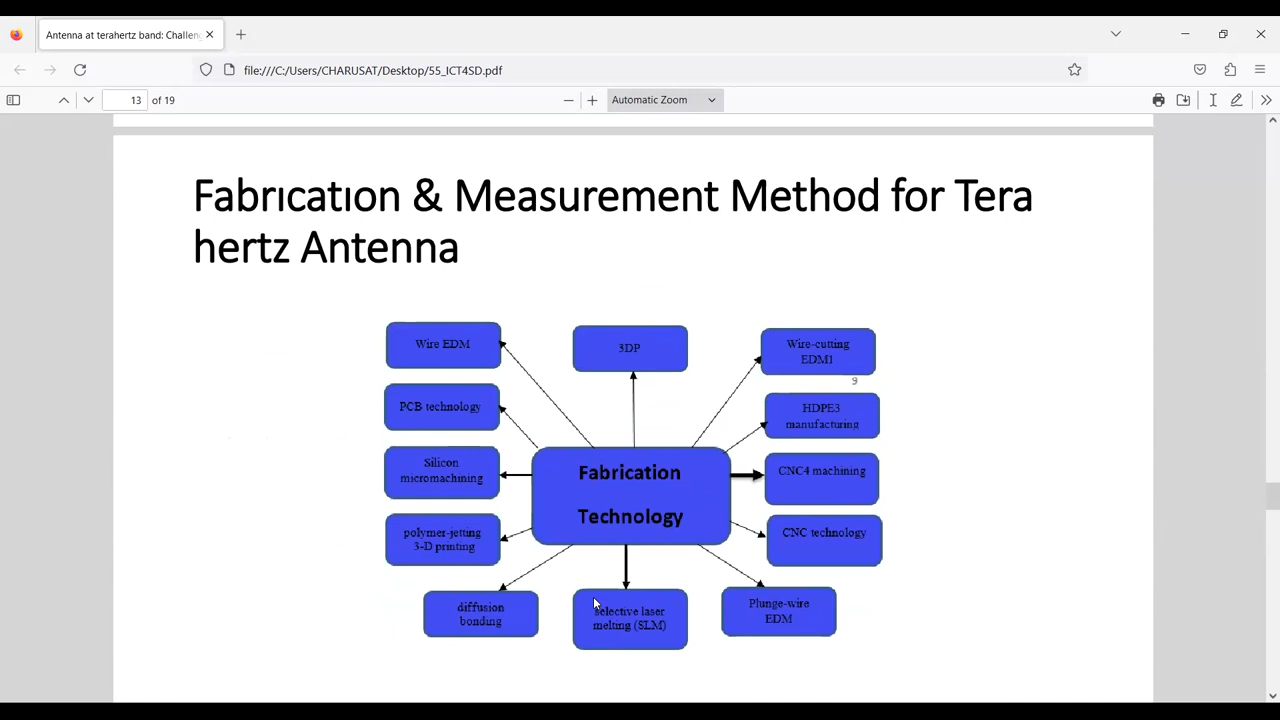 Antenna at terahertz band: Challeng
file:///C:/Users/CHARUSAT/Desktop/55_ICT4SD.pdf
13 of 19
Automatic Zoom
Fabrıcatıon & Measurement Method for Tera
hertz Antenna
Wire EDM
3DP
Wire-cutting
EDM1
9
PCB technology
HDPE3
manufacturing
Silicon
micromachining
Fabrication
Technology
CNC4 machining
polymer-jetting
3-D printing
CNC technology
diffusion
bonding
selective laser
melting (SLM)
Plunge-wire
EDM